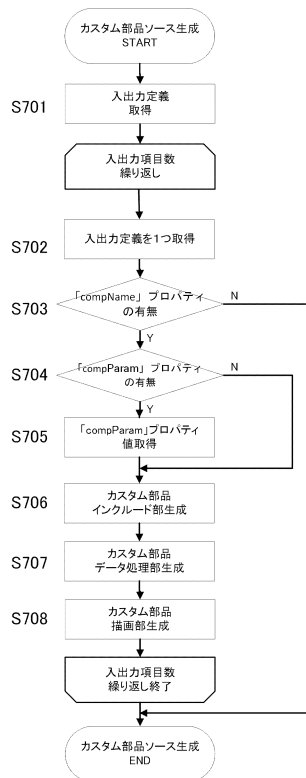 カスタム部品ソース生成
START
S701
入出力定義
取得
入出力項目数
繰り返し
S702
入出力定義を1つ取得
S703
「compName」プロパティ
の有無
N
Y
S704
「compParam」プロパティ
の有無
N
Y
S705
「compParam」プロパティ
値取得
S706
カスタム部品
インクルード部生成
S707
カスタム部品
データ処理部生成
S708
カスタム部品
描画部生成
入出力項目数
繰り返し終了
カスタム部品ソース生成
END